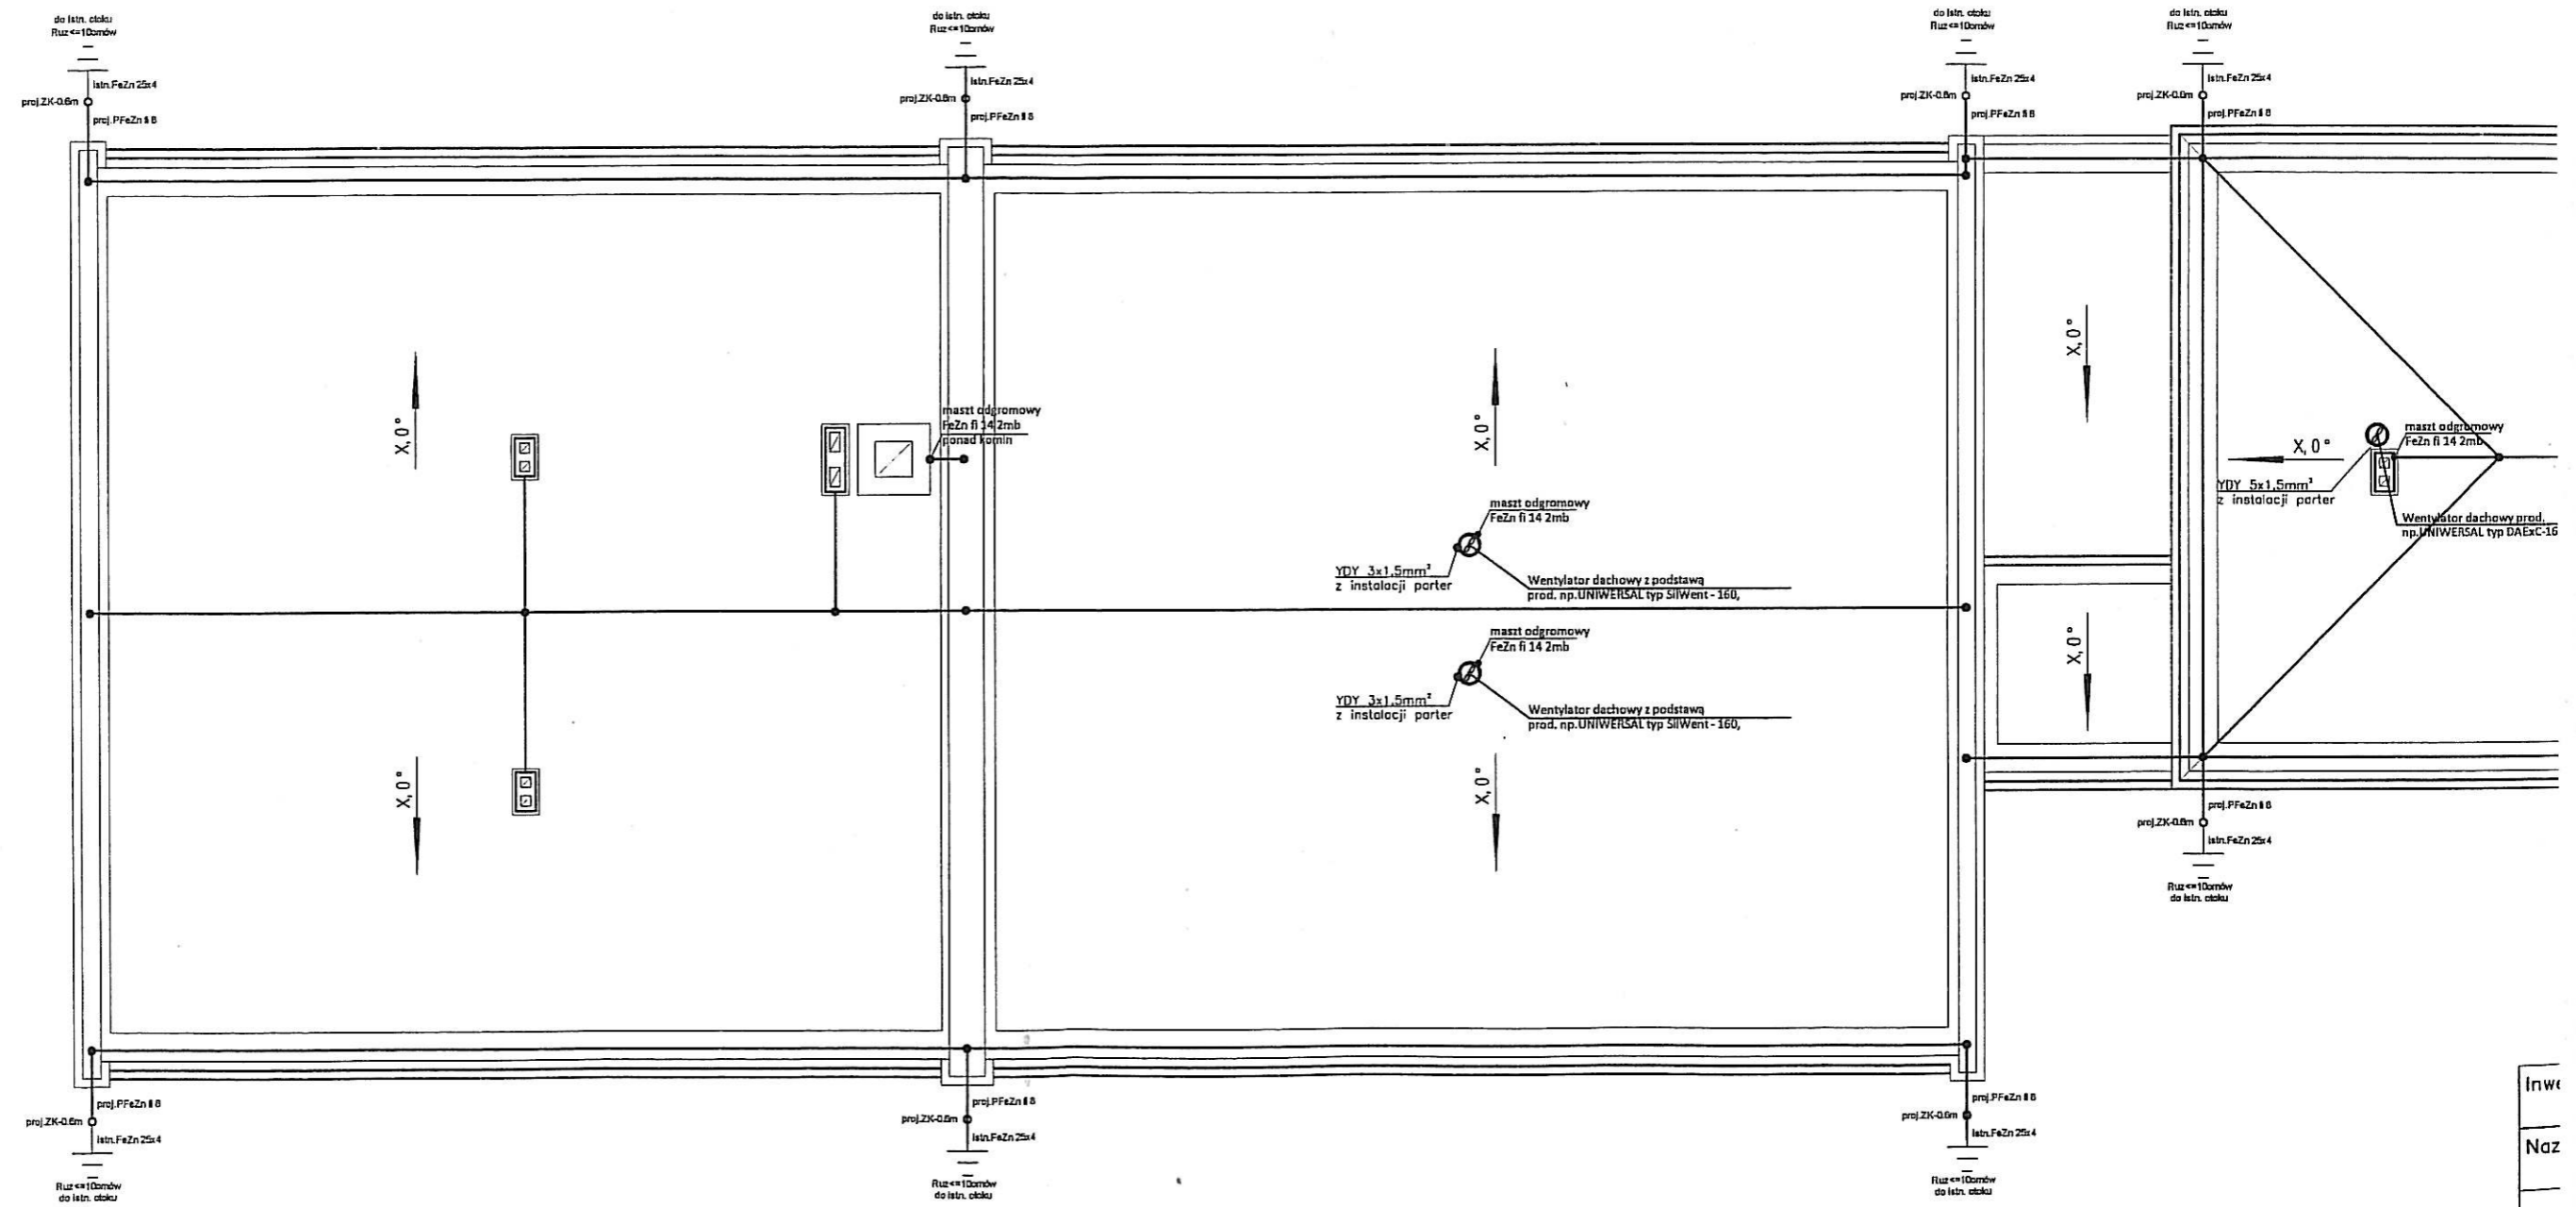 do istn. otoku
Ruz<=10omów
istn.FeZn 25x4
proj.ZK-0.6m
proj.PFeZn fi 8
do istn. otoku
Ruz<=10omów
istn.FeZn 25x4
proj.ZK-0.6m
proj.PFeZn fi 8
do istn. otoku
Ruz<=10omów
istn.FeZn 25x4
proj.ZK-0.6m
proj.PFeZn fi 8
do istn. otoku
Ruz<=10omów
istn.FeZn 25x4
proj.ZK-0.6m
proj.PFeZn fi 8
X,0°
maszt odgromowy
FeZn fi 14 2mb
ponad komin
X,0°
X,0°
X,0°
maszt odgromowy
FeZn fi 14 2mb
YDY 5x1,5mm²
z instalacji parter
Wentylator dachowy prod.
np.UNIWERSAL typ DAExC-16
maszt odgromowy
FeZn fi 14 2mb
YDY 3x1,5mm²
z instalacji parter
Wentylator dachowy z podstawą
prod. np.UNIWERSAL typ SilWent - 160,
maszt odgromowy
FeZn fi 14 2mb
YDY 3x1,5mm²
z instalacji parter
Wentylator dachowy z podstawą
prod. np.UNIWERSAL typ SilWent - 160,
X,0°
X,0°
X,0°
proj.PFeZn fi 8
proj.ZK-0.6m
istn.FeZn 25x4
Ruz<=10omów
do istn. otoku
proj.PFeZn fi 8
proj.ZK-0.6m
istn.FeZn 25x4
Ruz<=10omów
do istn. otoku
proj.PFeZn fi 8
proj.ZK-0.6m
istn.FeZn 25x4
Ruz<=10omów
do istn. otoku
proj.PFeZn fi 8
proj.ZK-0.6m
istn.FeZn 25x4
Ruz<=10omów
do istn. otoku
Inwe
Naz